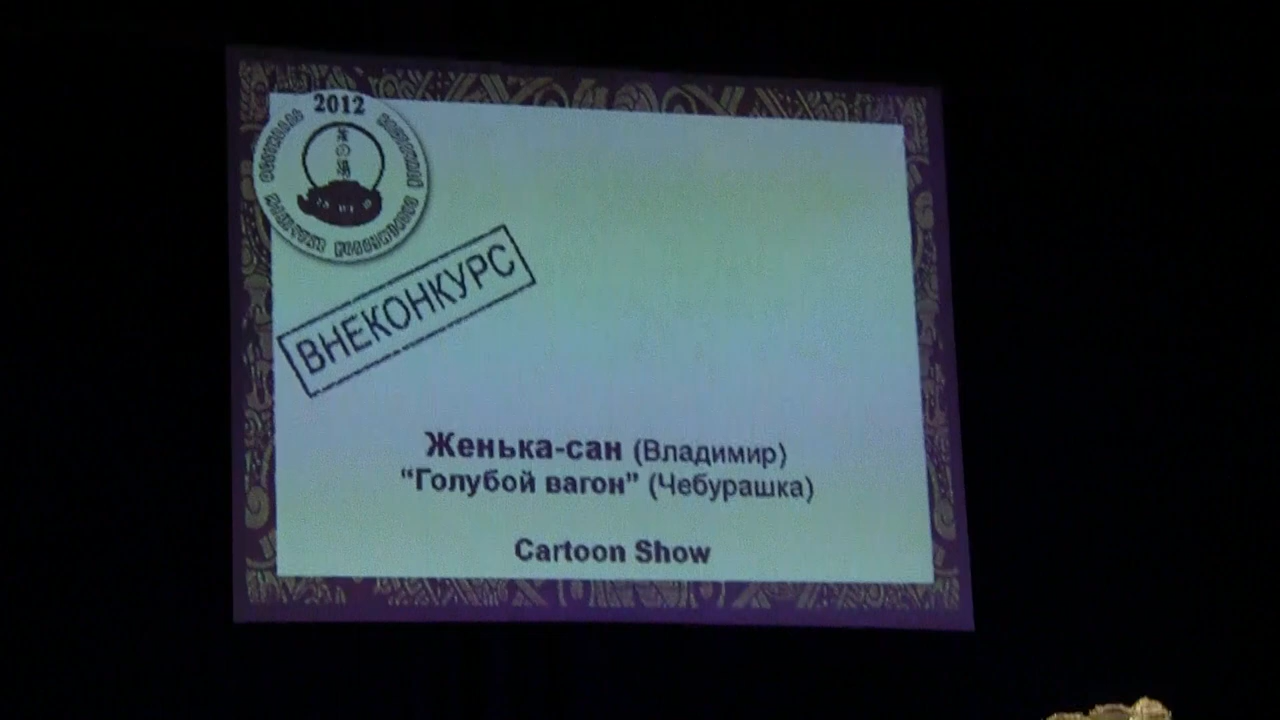 2012
ВНЕКОНКУРС
Женька-сан (Владимир)
“Голубой вагон” (Чебурашка)
Cartoon Show